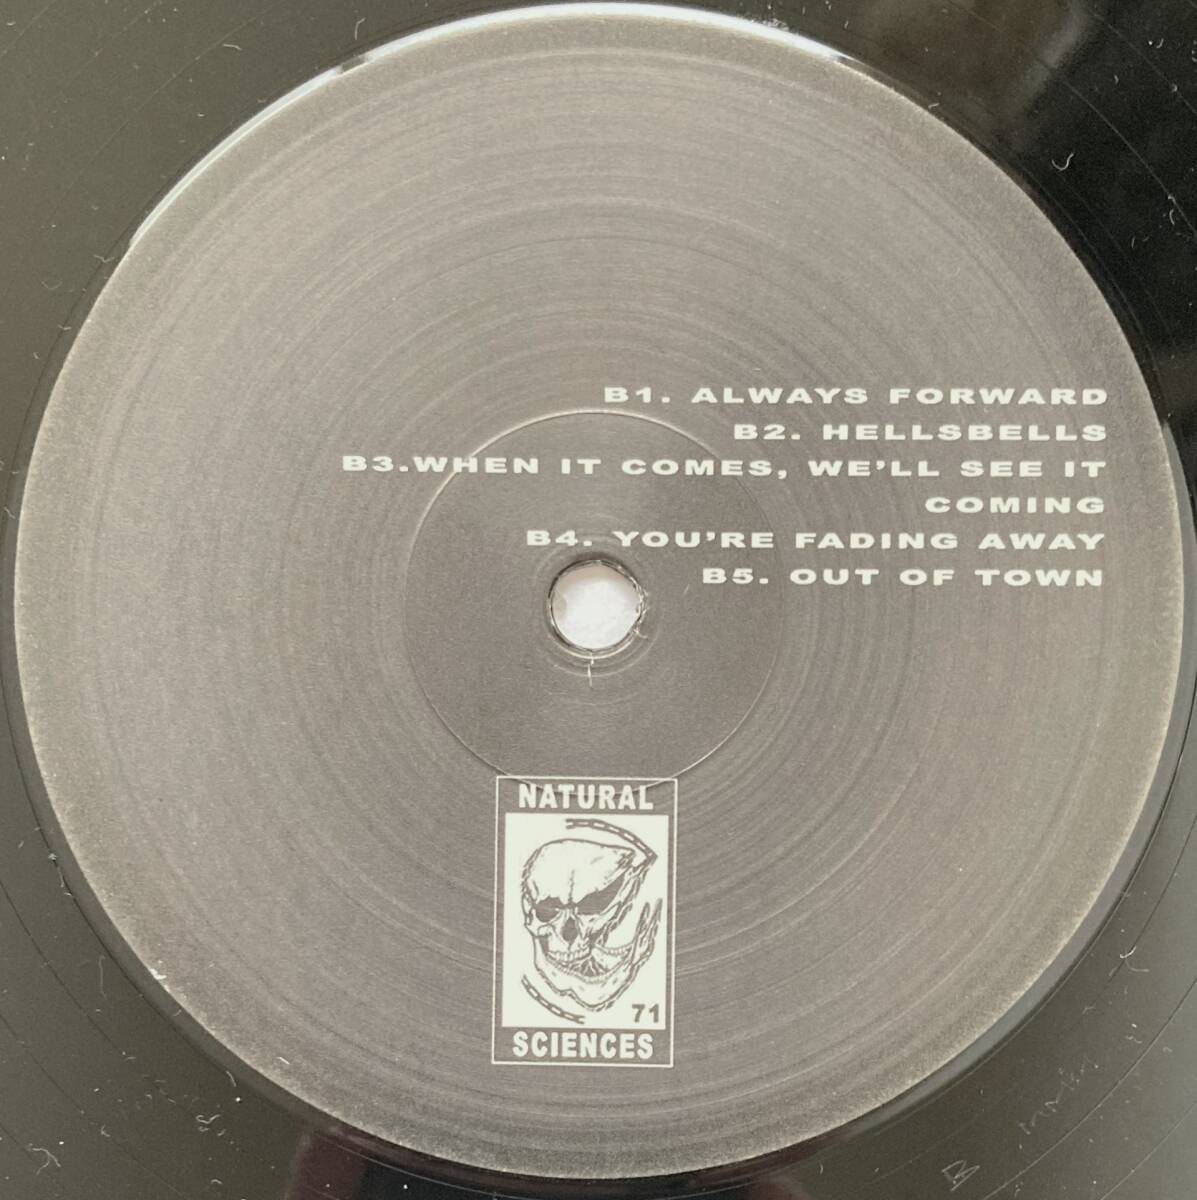 B1. ALWAYS FORWARD
B2. HELLSBELLS
B3.WHEN IT COMES, WE'LL SEE IT
COMING
B4. YOU'RE FADING AWAY
B5. OUT OF TOWN
NATURAL
71
SCIENCES
B